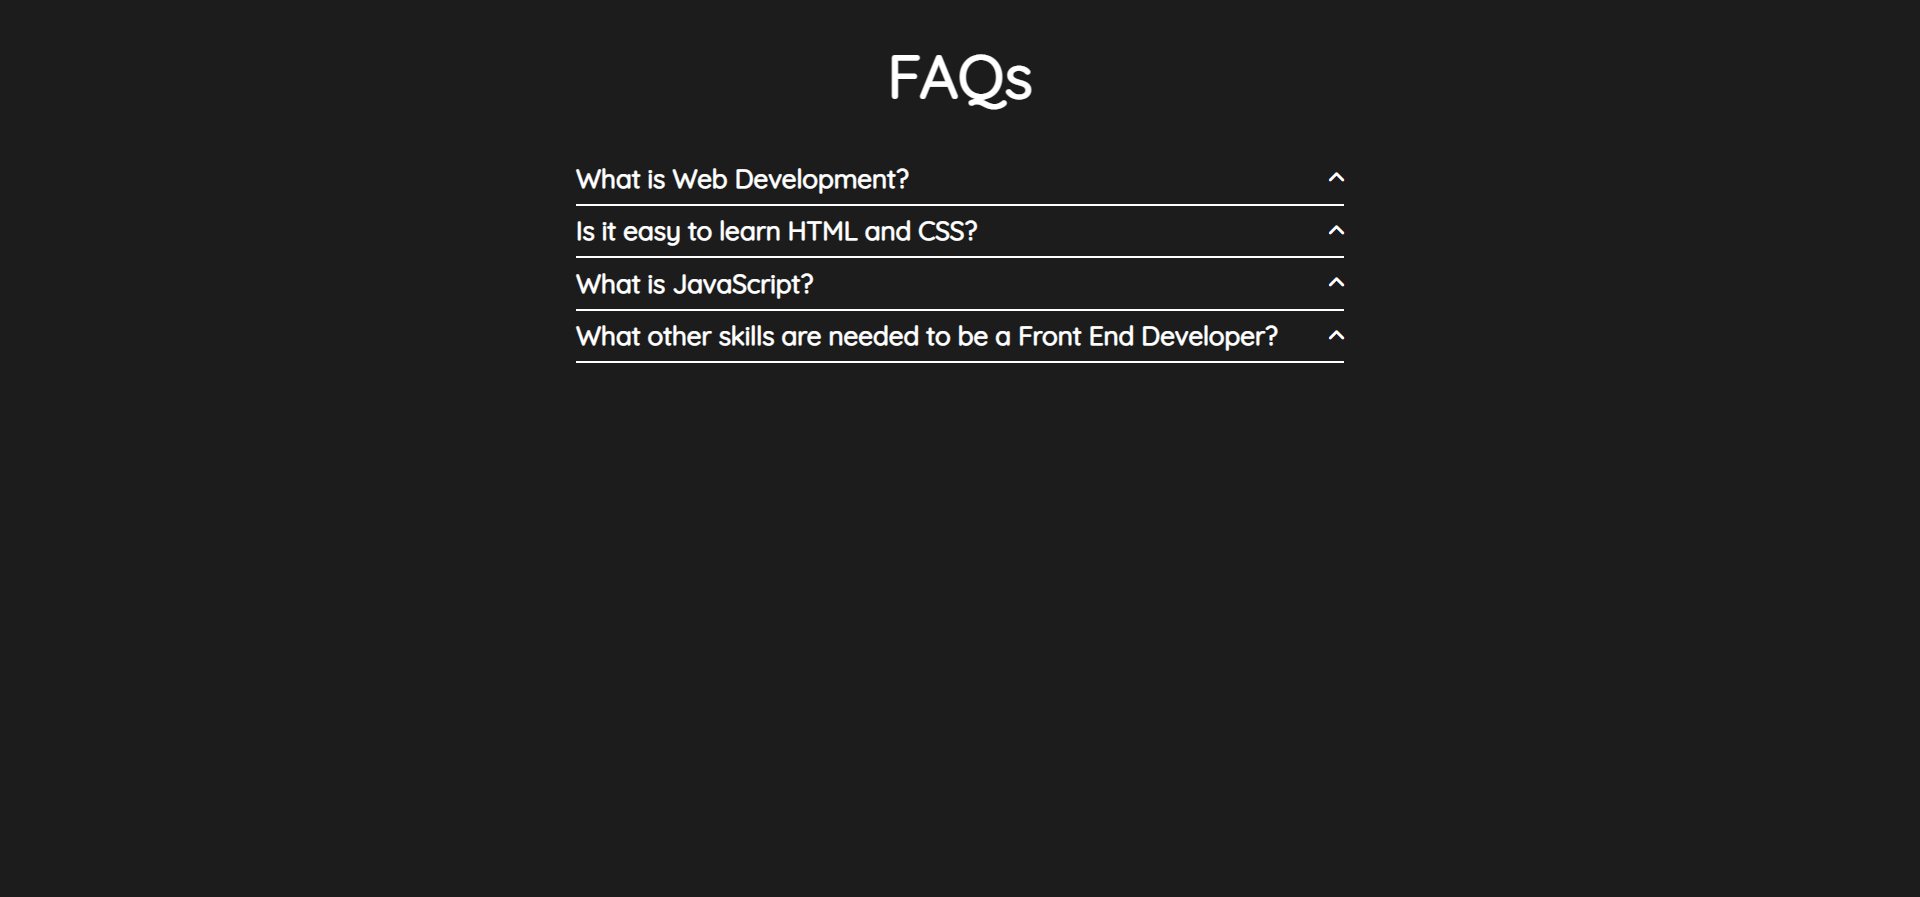 FAQs
What is Web Development?
Is it easy to learn HTML and CSS?
What is JavaScript?
What other skills are needed to be a Front End Developer?